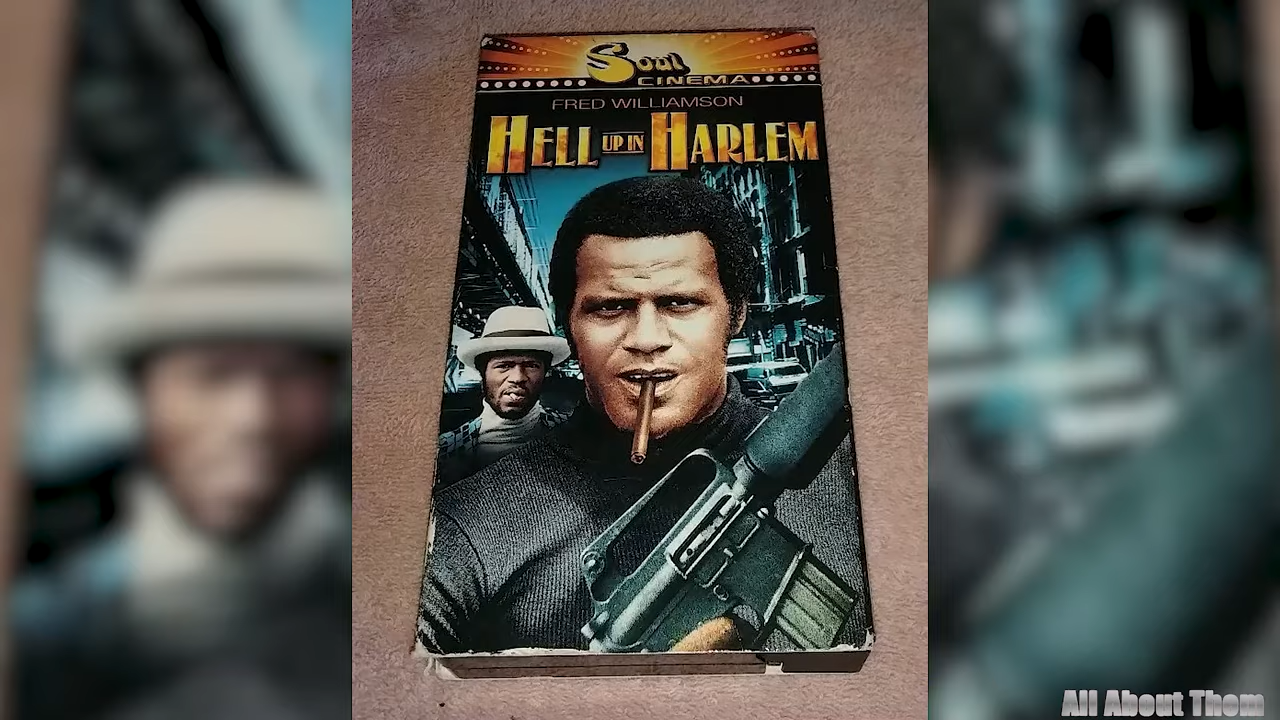 Soul
CINEMA
FRED WILLIAMSON
HELL UP IN HARLEM
All About Them